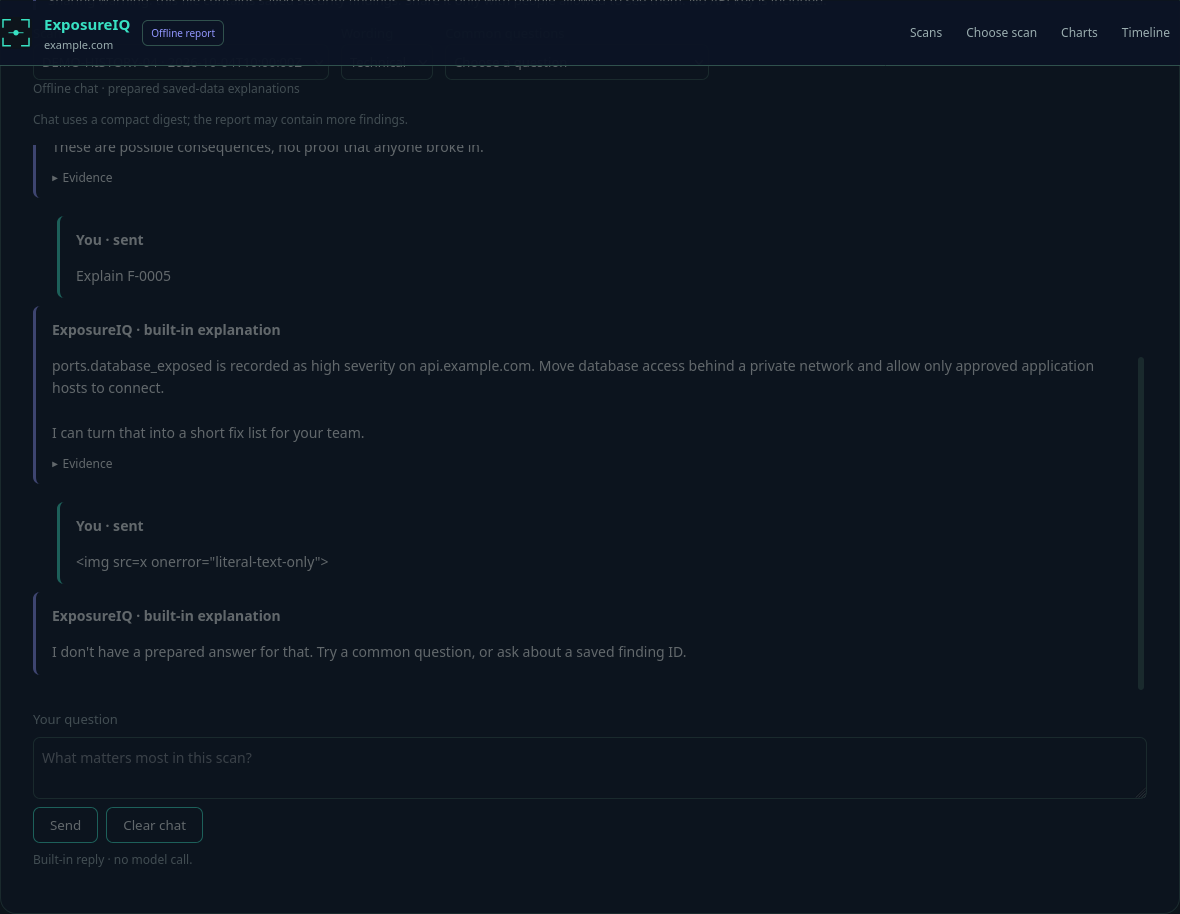 ExposureIQ
example.com
Offline report
Scans
Choose scan
Charts
Timeline
Offline chat · prepared saved-data explanations
Chat uses a compact digest; the report may contain more findings.
These are possible consequences, not proof that anyone broke in.
▸ Evidence
You · sent
Explain F-0005
ExposureIQ · built-in explanation
ports.database_exposed is recorded as high severity on api.example.com. Move database access behind a private network and allow only approved application
hosts to connect.
I can turn that into a short fix list for your team.
▸ Evidence
You · sent
<img src=x onerror="literal-text-only">
ExposureIQ · built-in explanation
I don't have a prepared answer for that. Try a common question, or ask about a saved finding ID.
Your question
What matters most in this scan?
Send
Clear chat
Built-in reply · no model call.